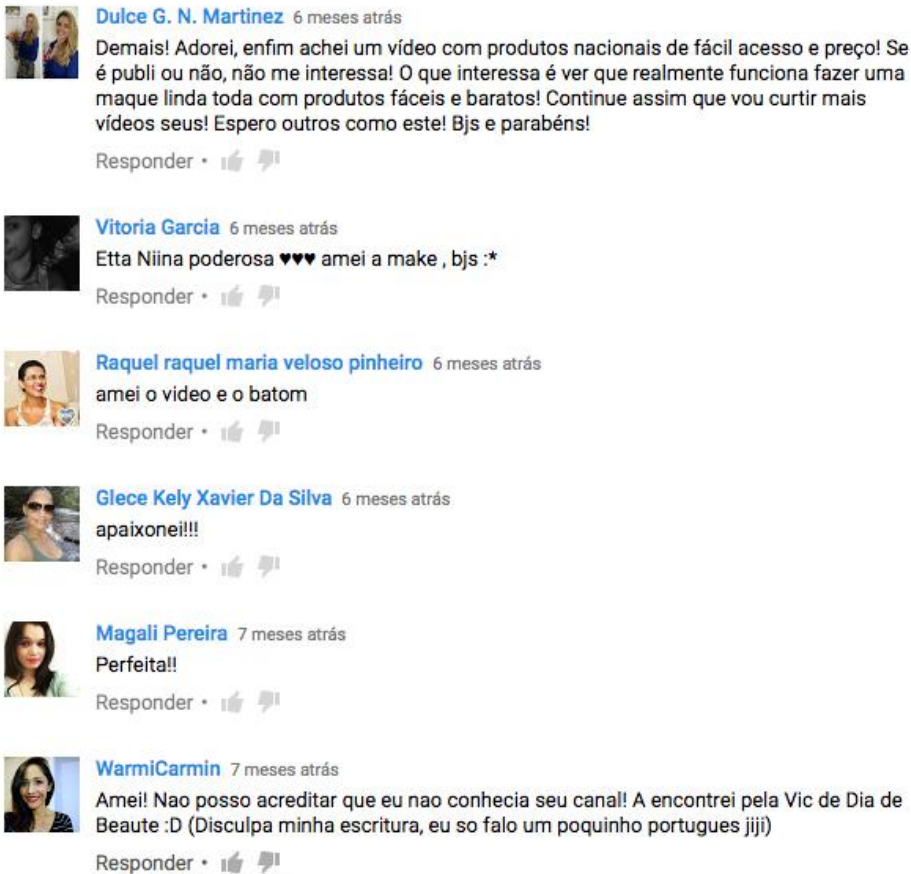 Dulce G. N. Martinez 6 meses atrás
Demais! Adorei, enfim achei um vídeo com produtos nacionais de fácil acesso e preço! Se
é publi ou não, não me interessa! O que interessa é ver que realmente funciona fazer uma
maque linda toda com produtos fáceis e baratos! Continue assim que vou curtir mais
vídeos seus! Espero outros como este! Bjs e parabéns!
Responder •
Vitoria Garcia 6 meses atrás
Etta Niina poderosa ♥♥♥ amei a make , bjs :*
Responder •
Raquel raquel maria veloso pinheiro 6 meses atrás
amei o video e o batom
Responder •
Glece Kely Xavier Da Silva 6 meses atrás
apaixonei!!!
Responder •
Magali Pereira 7 meses atrás
Perfeita!!
Responder •
WarmiCarmin 7 meses atrás
Amei! Nao posso acreditar que eu nao conhecia seu canal! A encontrei pela Vic de Dia de
Beaute :D (Disculpa minha escritura, eu so falo um poquinho portugues jiji)
Responder •